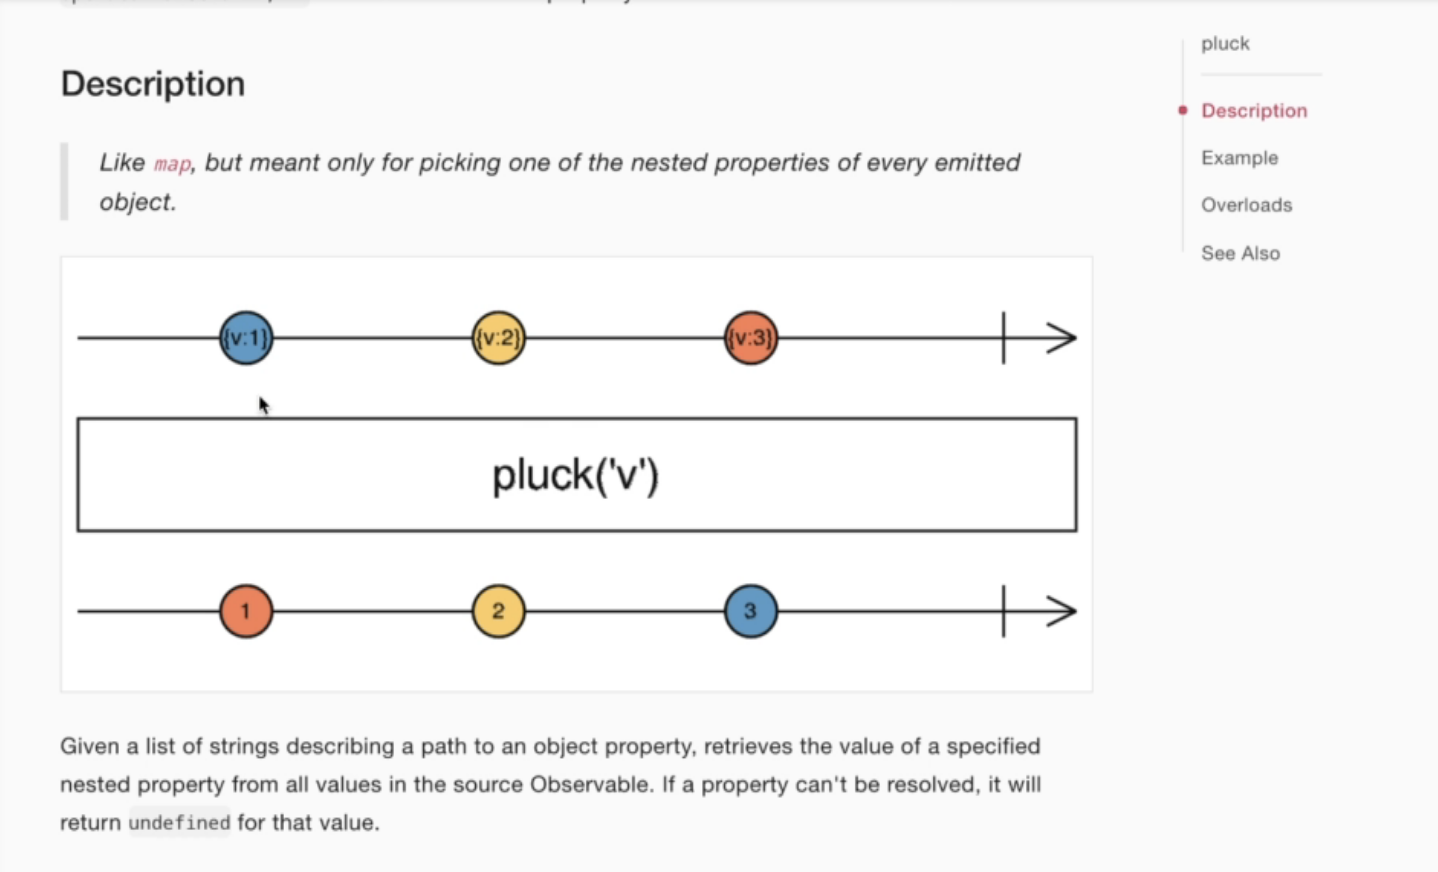 Description
Like map, but meant only for picking one of the nested properties of every emitted
object.
{v:1}
{v:2}
{v:3}
pluck('v')
1
2
3
Given a list of strings describing a path to an object property, retrieves the value of a specified
nested property from all values in the source Observable. If a property can't be resolved, it will
return undefined for that value.
pluck
Description
Example
Overloads
See Also